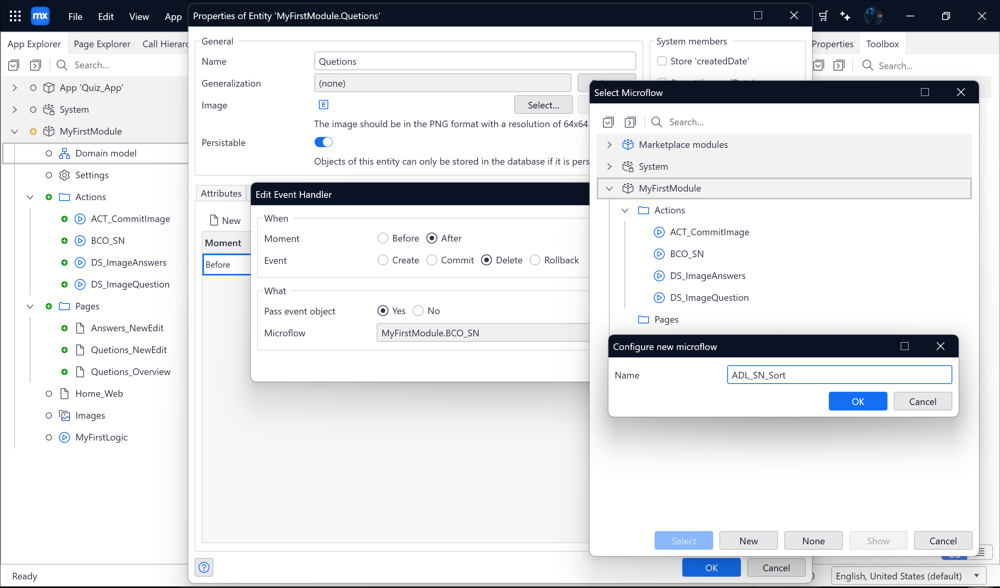 mx
File
Edit
View
App
App Explorer
Page Explorer
Call Hierarc
Search...
App 'Quiz_App'
System
MyFirstModule
Domain model
Settings
Actions
ACT_CommitImage
BCO_SN
DS_ImageAnswers
DS_ImageQuestion
Pages
Answers_NewEdit
Quetions_NewEdit
Quetions_Overview
Home_Web
Images
MyFirstLogic
Ready
Properties of Entity 'MyFirstModule.Quetions'
General
Name
Quetions
Generalization
(none)
Image
Select...
The image should be in the PNG format with a resolution of 64x64
Persistable
Objects of this entity can only be stored in the database if it is pers
System members
Store 'createdDate'
Attributes
New
Moment
Before
OK
Cancel
Edit Event Handler
When
Moment
Before
After
Event
Create
Commit
Delete
Rollback
What
Pass event object
Yes
No
Microflow
MyFirstModule.BCO_SN
Properties
Toolbox
Search...
Select Microflow
Search...
Marketplace modules
System
MyFirstModule
Actions
ACT_CommitImage
BCO_SN
DS_ImageAnswers
DS_ImageQuestion
Pages
Configure new microflow
Name
ADL_SN_Sort
OK
Cancel
Select
New
None
Show
Cancel
English, United States (default)